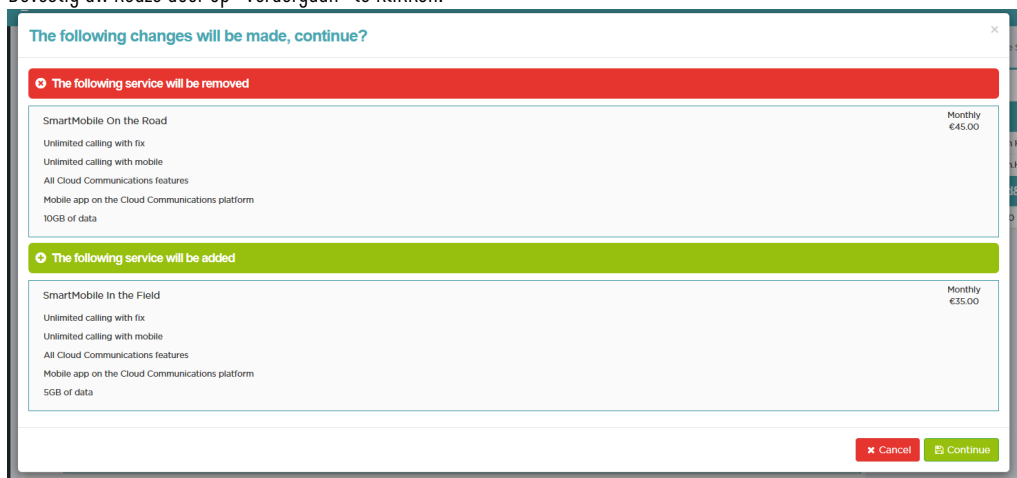 The following changes will be made, continue?
×
The following service will be removed
SmartMobile On the Road
Monthly
€45.00
Unlimited calling with fix
Unlimited calling with mobile
All Cloud Communications features
Mobile app on the Cloud Communications platform
10GB of data
The following service will be added
SmartMobile In the Field
Monthly
€35.00
Unlimited calling with fix
Unlimited calling with mobile
All Cloud Communications features
Mobile app on the Cloud Communications platform
5GB of data
Cancel
Continue